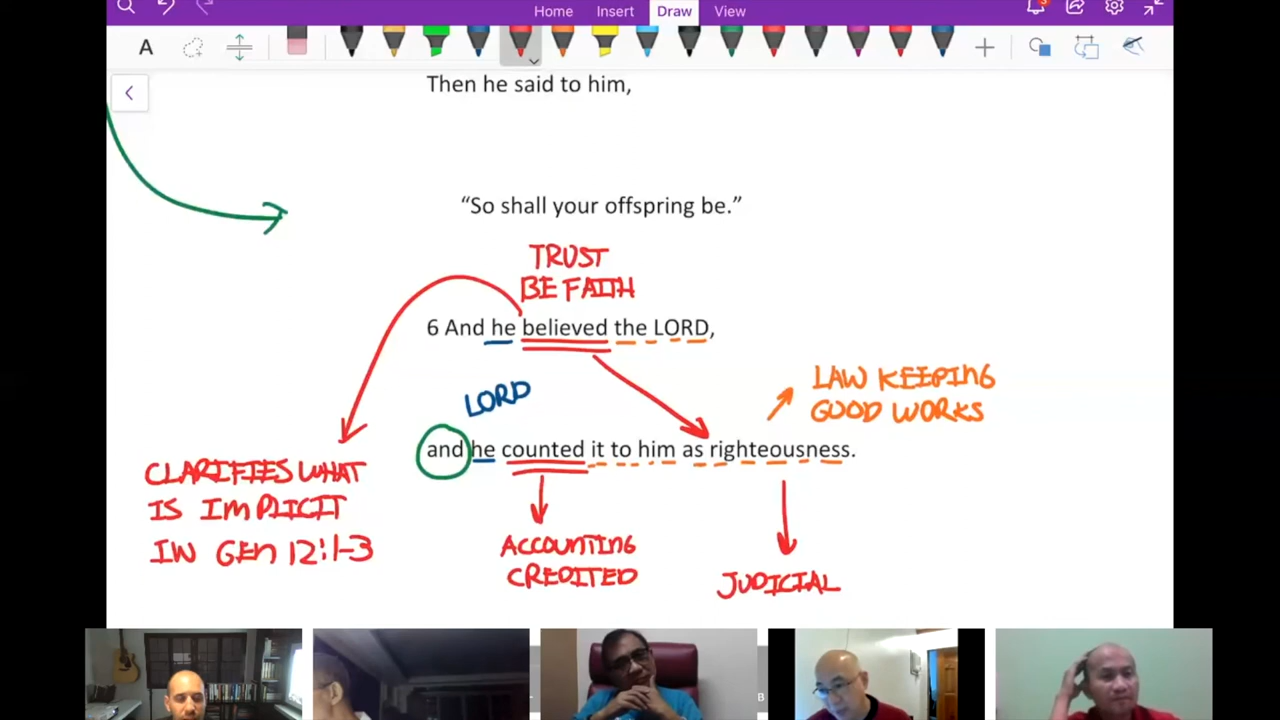 Home Insert Draw View
3
A
Then he said to him,
“So shall your offspring be.”
TRUST
BE FAITH
6 And he believed the LORD,
LAW KEEPING
GOOD WORKS
LORD
and he counted it to him as righteousness.
CLARIFIES WHAT
IS IMPLICIT
IN GEN 12:1-3
ACCOUNTING
CREDITED
JUDICIAL
B